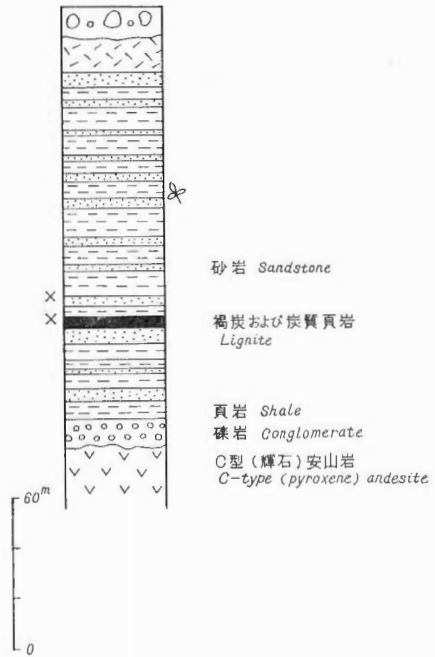 砂岩 Sandstone
褐炭および炭質頁岩
Lignite
頁岩 Shale
礫岩 Conglomerate
C型(輝石)安山岩
C-type (pyroxene) andesite
60m
0